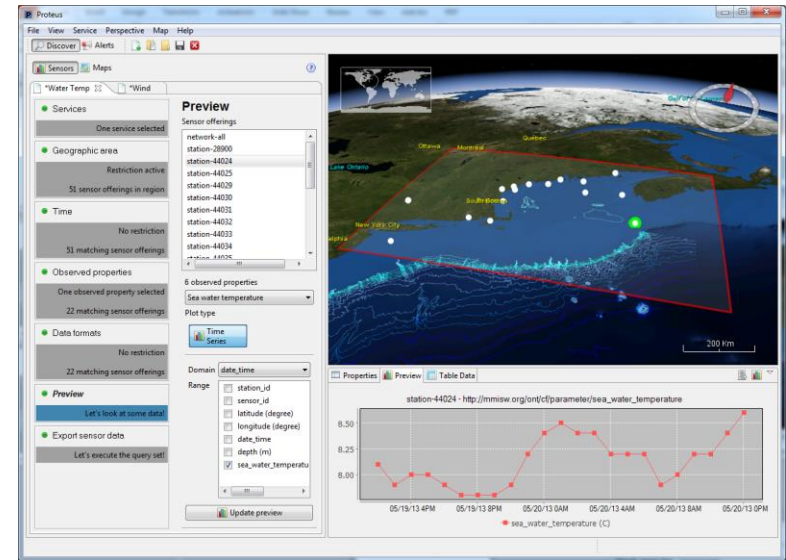 Proteus
File View Service Perspective Map Help
Discover Alerts
Sensors Maps
*Water Temp *Wind
Services
One service selected
Geographic area
Restriction active
51 sensor offerings in region
Time
No restriction
51 matching sensor offerings
Observed properties
One observed property selected
22 matching sensor offerings
Data formats
No restriction
22 matching sensor offerings
Preview
Let's look at some data!
Export sensor data
Let's execute the query set!
Preview
Sensor offerings
network-all
station-28900
station-44024
station-44025
station-44029
station-44030
station-44031
station-44032
station-44033
station-44034
6 observed properties
Sea water temperature
Plot type
Time
Series
Domain date_time
Range
station_id
sensor_id
latitude (degree)
longitude (degree)
date_time
depth (m)
sea_water_temperatu
Update preview
Ottawa Montréal Québec
Lake Ontario
South Boston
New York City
200 Km
Properties Preview Table Data
station-44024 - http://mmisw.org/ont/cf/parameter/sea_water_temperature
8.50
8.25
8.00
05/19/13 4PM 05/19/13 8PM 05/20/13 0AM 05/20/13 4AM 05/20/13 8AM 05/20/13 0PM
sea_water_temperature (C)